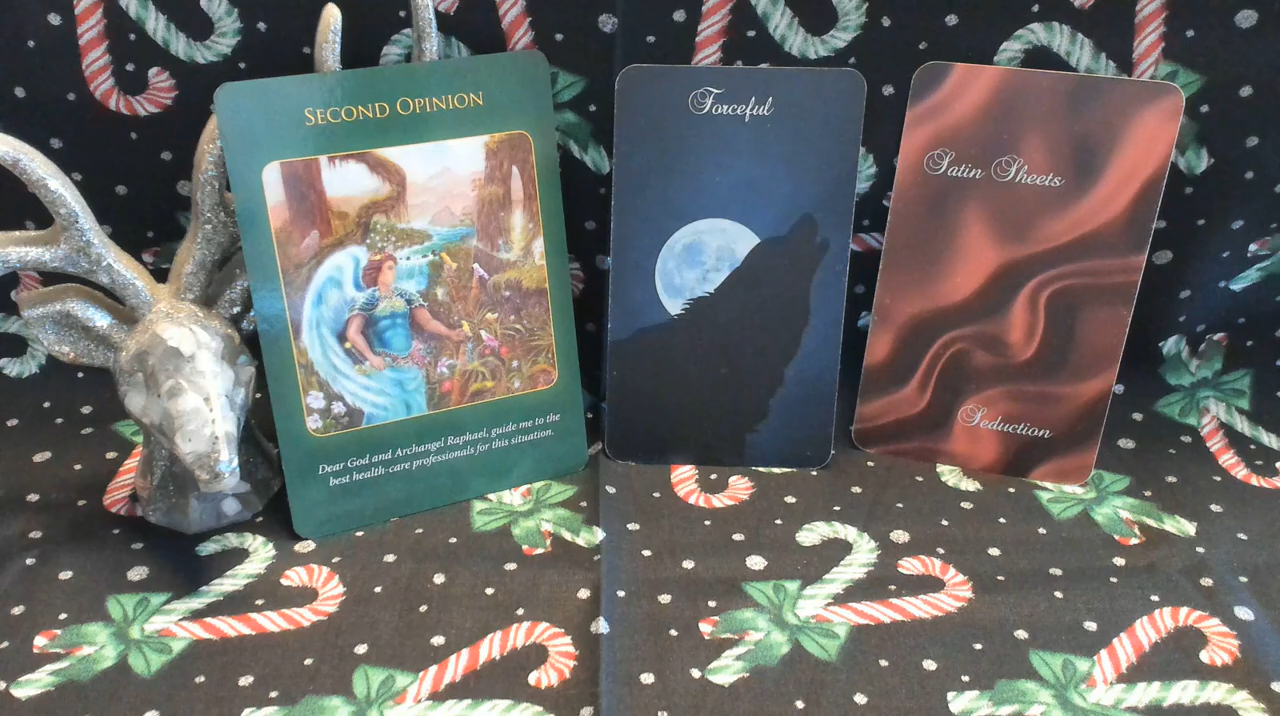 Second Opinion
Dear God and Archangel Raphael, guide me to the
best health-care professionals for this situation.
Forceful
Satin Sheets
Seduction